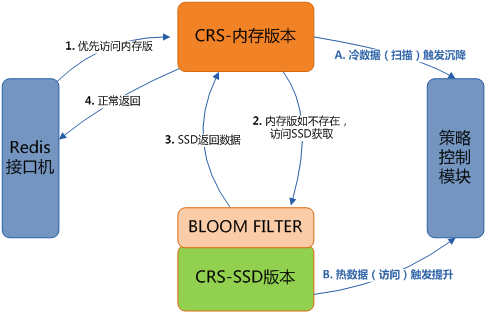 CRS-内存版本
1. 优先访问内存版
A. 冷数据（扫描）触发沉降
4. 正常返回
2. 内存版如不存在，
访问SSD获取
3. SSD返回数据
Redis
接口机
策略
控制
模块
BLOOM FILTER
CRS-SSD版本
B. 热数据（访问）触发提升